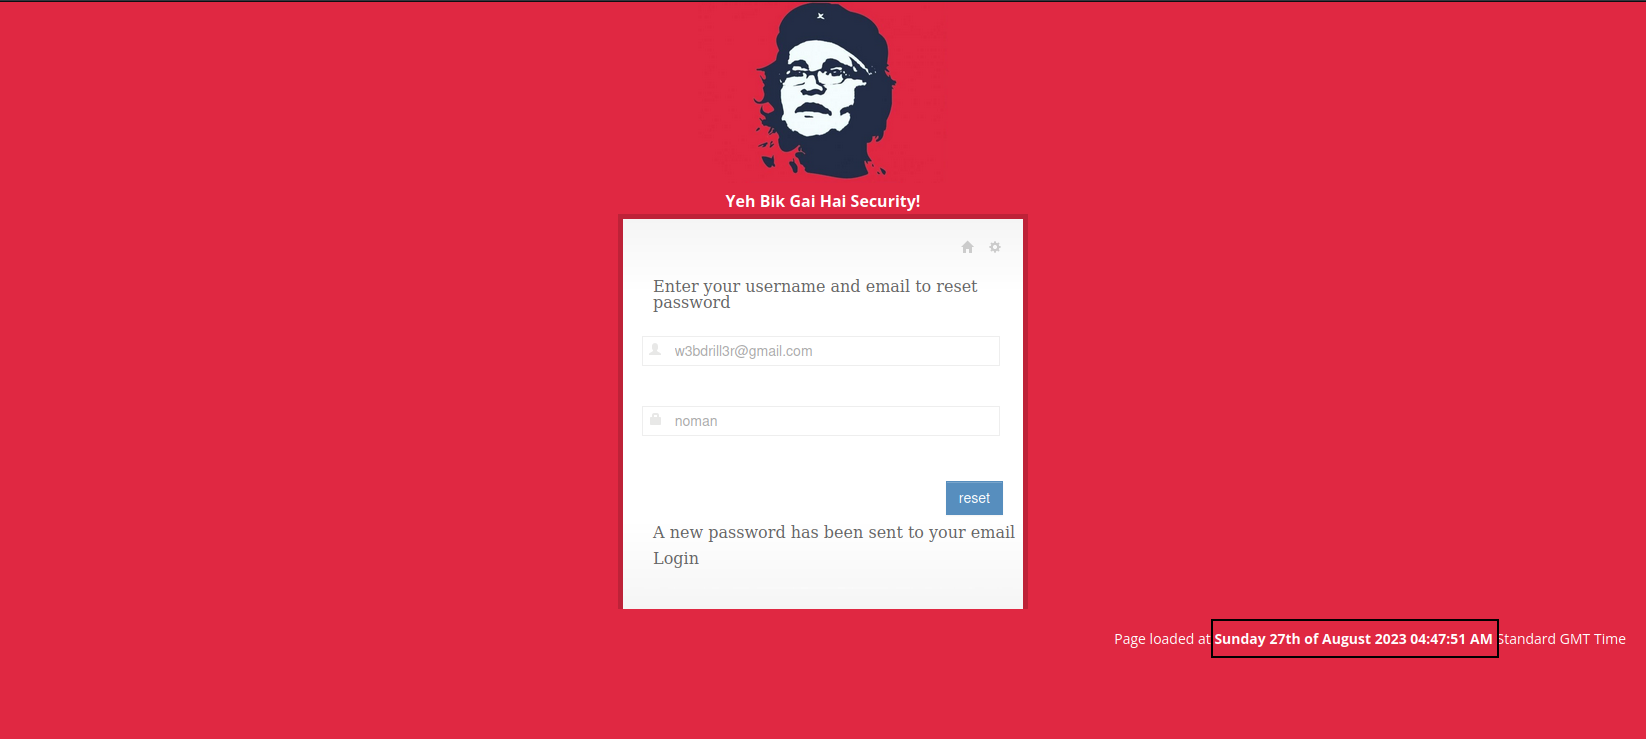 Yeh Bik Gai Hai Security!
Enter your username and email to reset
password
w3bdrill3r@gmail.com
noman
reset
A new password has been sent to your email
Login
Page loaded at Sunday 27th of August 2023 04:47:51 AM Standard GMT TIme